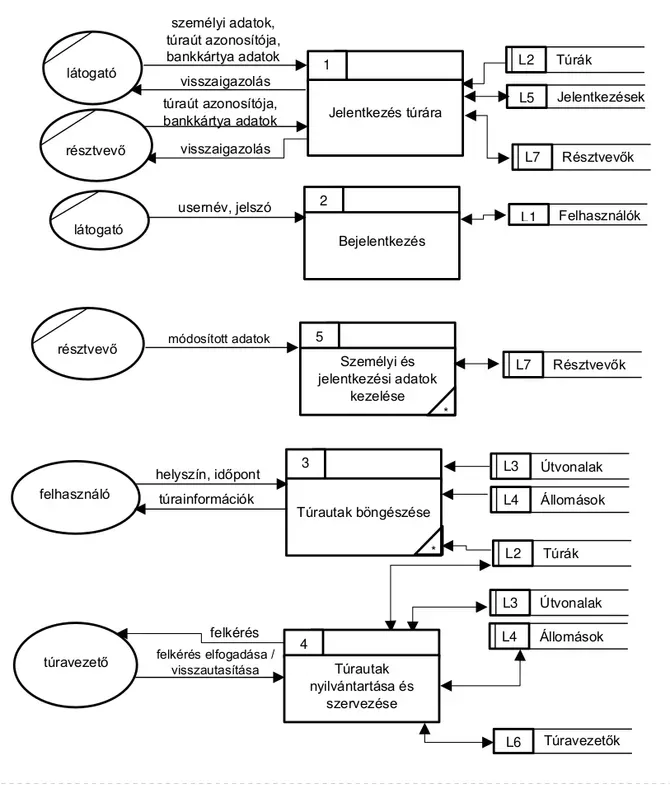 személyi adatok,
túraút azonosítója,
bankkártya adatok
látogató
visszaigazolás
túraút azonosítója,
bankkártya adatok
résztvevő
visszaigazolás
1
Jelentkezés túrára
L2 Túrák
L5 Jelentkezések
L7 Résztvevők
látogató
usernév, jelszó
2
Bejelentkezés
L1 Felhasználók
résztvevő
módosított adatok
5
Személyi és
jelentkezési adatok
kezelése
*
L7 Résztvevők
felhasználó
helyszín, időpont
túrainformációk
3
Túrautak böngészése
*
L3 Útvonalak
L4 Állomások
L2 Túrák
L3 Útvonalak
L4 Állomások
túravezető
felkérés
felkérés elfogadása /
visszautasítása
4
Túrautak
nyilvántartása és
szervezése
L6 Túravezetők